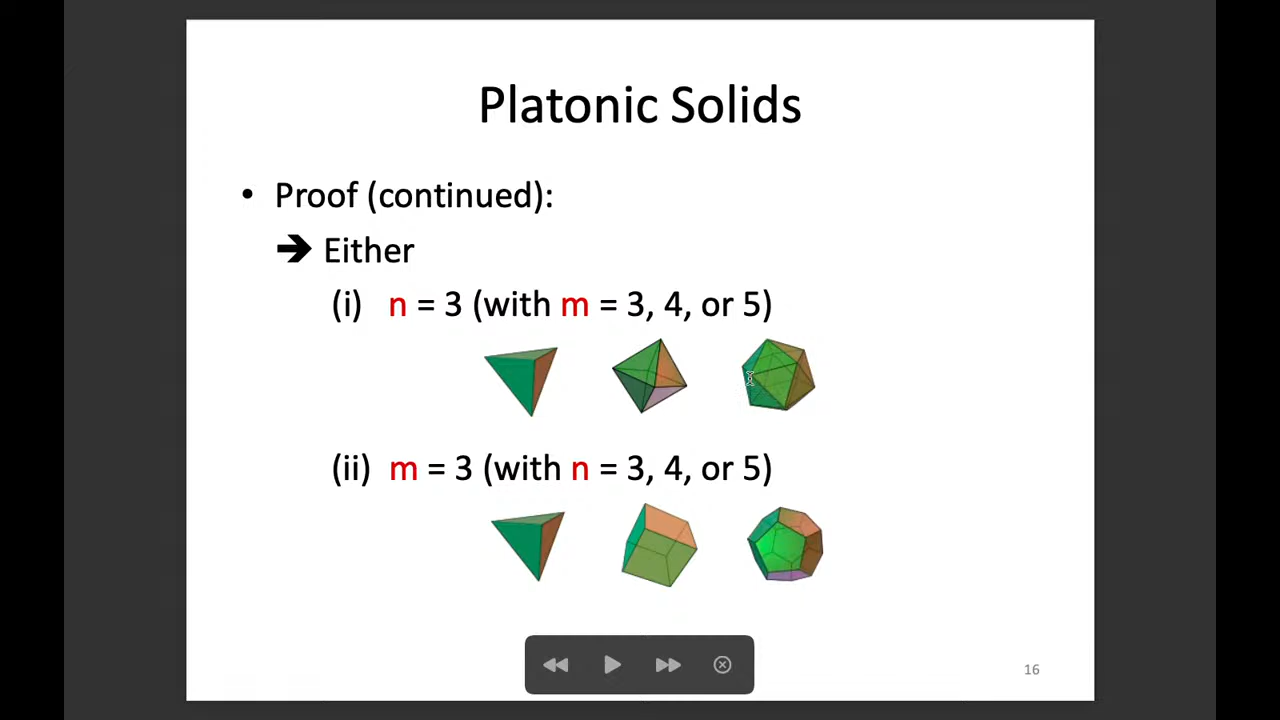 Platonic Solids
• Proof (continued):
➔ Either
(i) n = 3 (with m = 3, 4, or 5)
(ii) m = 3 (with n = 3, 4, or 5)
16